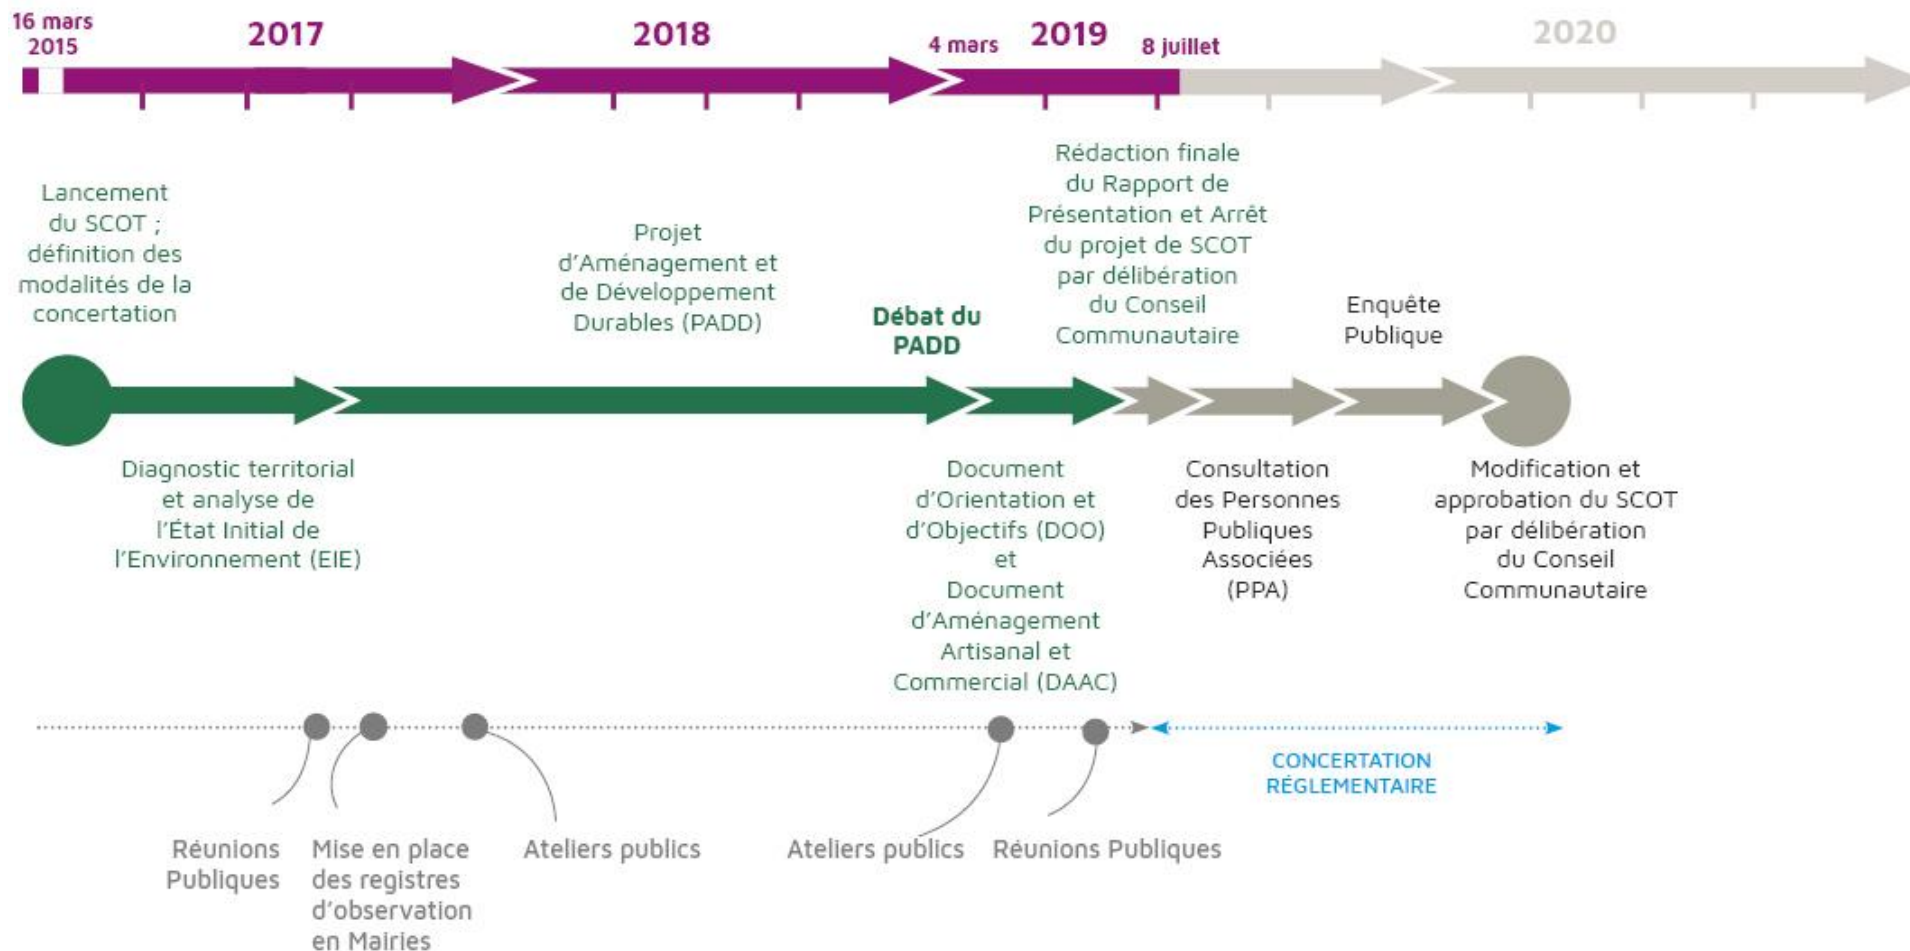 16 mars
2015
2017
2018
4 mars
2019
8 juillet
2020
Lancement
du SCOT ;
définition des
modalités de la
concertation
Projet
d'Aménagement et
de Développement
Durables (PADD)
Débat du
PADD
Rédaction finale
du Rapport de
Présentation et Arrêt
du projet de SCOT
par délibération
du Conseil
Communautaire
Enquête
Publique
Diagnostic territorial
et analyse de
l'État Initial de
l'Environnement (EIE)
Document
d'Orientation et
d'Objectifs (DOO)
et
Document
d'Aménagement
Artisanal et
Commercial (DAAC)
Consultation
des Personnes
Publiques
Associées
(PPA)
Modification et
approbation du SCOT
par délibération
du Conseil
Communautaire
CONCERTATION
RÉGLEMENTAIRE
Réunions
Publiques
Mise en place
des registres
d'observation
en Mairies
Ateliers publics
Ateliers publics
Réunions Publiques